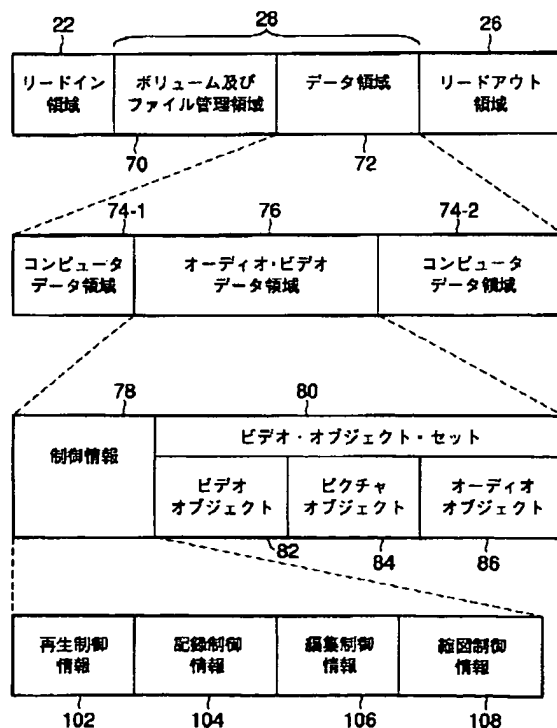 22 28 26
リードイン ボリューム及び データ領域 リードアウト
領域 ファイル管理領域 領域
70 72
74-1 76 74-2
コンピュータ オーディオ・ビデオ コンピュータ
データ領域 データ領域 データ領域
78 80
制御情報 ビデオ・オブジェクト・セット
ビデオ ピクチャ オーディオ
オブジェクト オブジェクト オブジェクト
82 84 86
再生制御 記録制御 編集制御 縮図制御
情報 情報 情報 情報
102 104 106 108